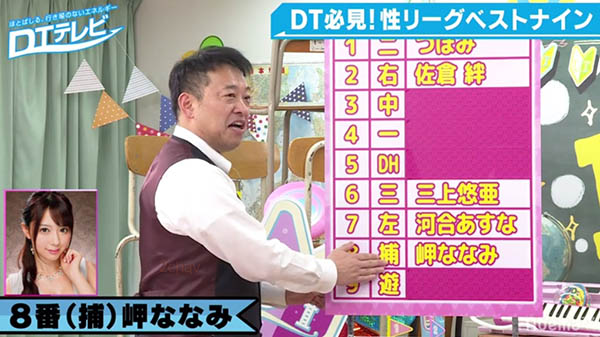 ほとばしる、行き場のないエネルギー
DTテレビ
DT必見!性リーグベストナイン
1 二 つぼみ
2 右 佐倉 絆
3 中
4 一
5 DH
6 三 三上悠亜
7 左 河合あすな
8 捕 岬ななみ
9 遊
8番(捕)岬ななみ